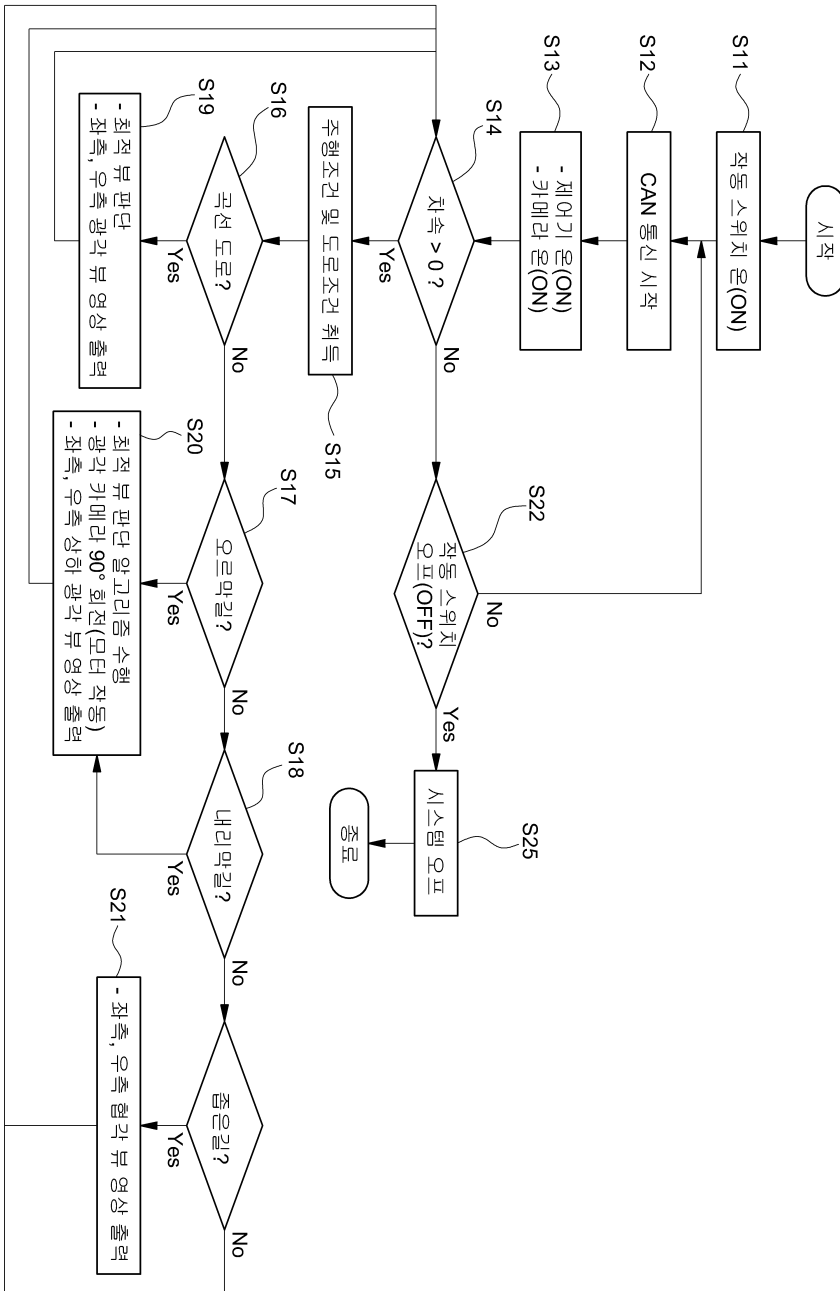 시작
S11
작동 스위치 온(ON)
S12
CAN 통신 시작
S13
- 제어기 온(ON)
- 카메라 온(ON)
S14
차속 > 0 ?
Yes
No
S22
작동 스위치
오프(OFF)?
No
Yes
S25
시스템 오프
종료
주행조건 및 도로조건 취득
S15
S16
곡선 도로?
Yes
No
S17
오르막길?
Yes
No
S18
내리막길?
Yes
No
좁은길?
Yes
No
S19
- 최적 뷰 판단
- 좌측, 우측 광각 뷰 영상 출력
S20
- 최적 뷰 판단 알고리즘 수행
- 광각 카메라 90° 회전(모터 작동)
- 좌측, 우측 상하 광각 뷰 영상 출력
S21
- 좌측, 우측 협각 뷰 영상 출력